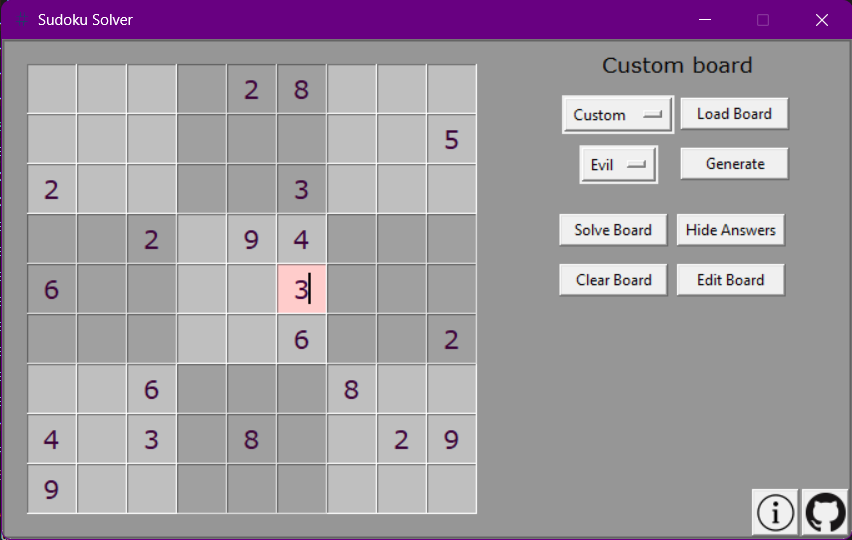 Sudoku Solver
Custom board
2 8
Custom Load Board
5
Evil Generate
2 3
2 9 4
Solve Board Hide Answers
6 3
Clear Board Edit Board
6 2
6 8
4 3 8 2 9
9
i